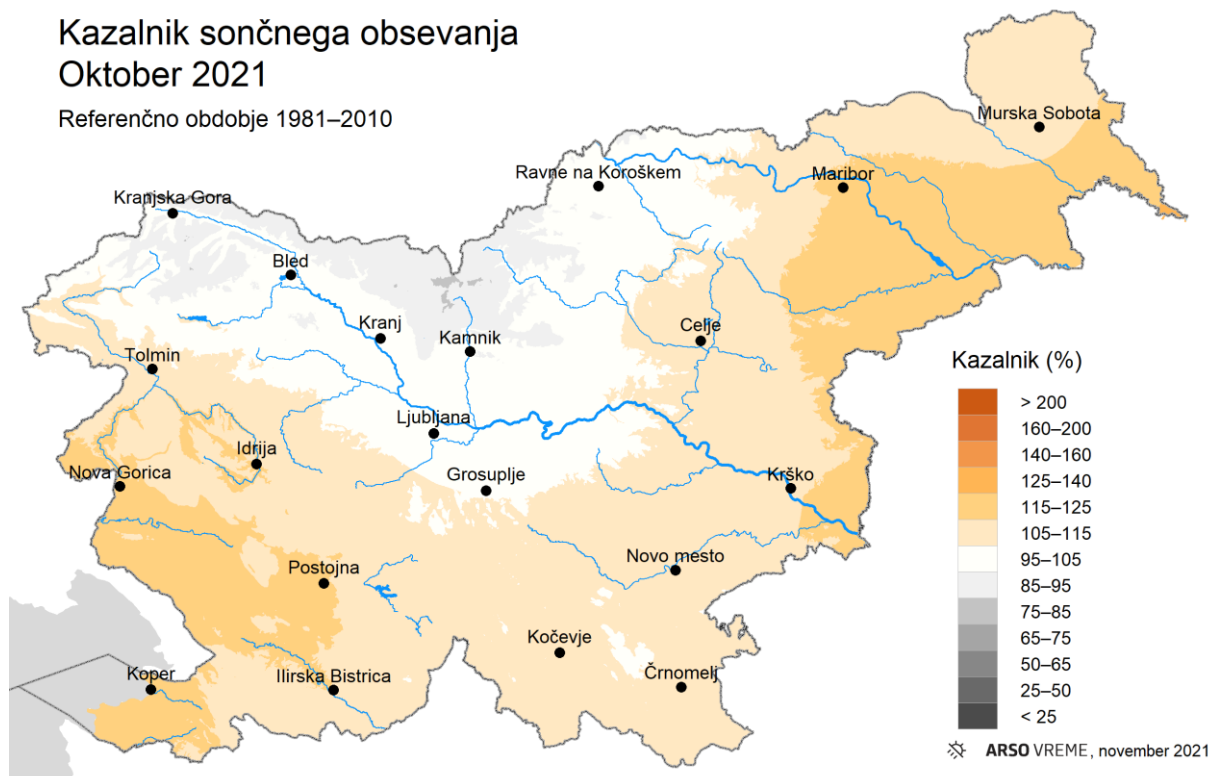 Kazalnik sončnega obsevanja
Oktober 2021
Referenčno obdobje 1981–2010
Murska Sobota
Ravne na Koroškem
Maribor
Kranjska Gora
Bled
Kranj
Kamnik
Celje
Tolmin
Ljubljana
Idrija
Nova Gorica
Grosuplje
Krško
Novo mesto
Postojna
Kočevje
Koper
Ilirska Bistrica
Črnomelj
Kazalnik (%)
> 200
160–200
140–160
125–140
115–125
105–115
95–105
85–95
75–85
65–75
50–65
25–50
< 25
ARSO VREME, november 2021